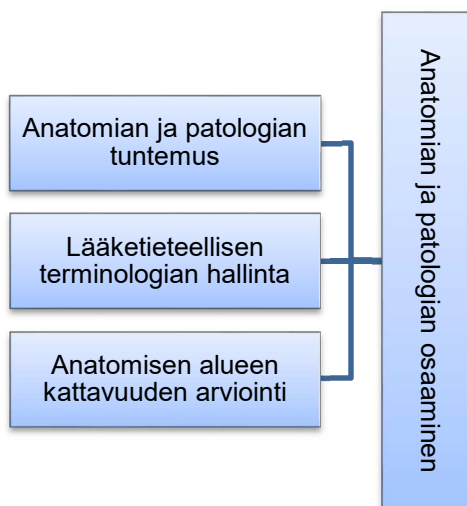 Anatomian ja patologian
tuntemus
Lääketieteellisen
terminologian hallinta
Anatomisen alueen
kattavuuden arviointi
Anatomian ja patologian osaaminen